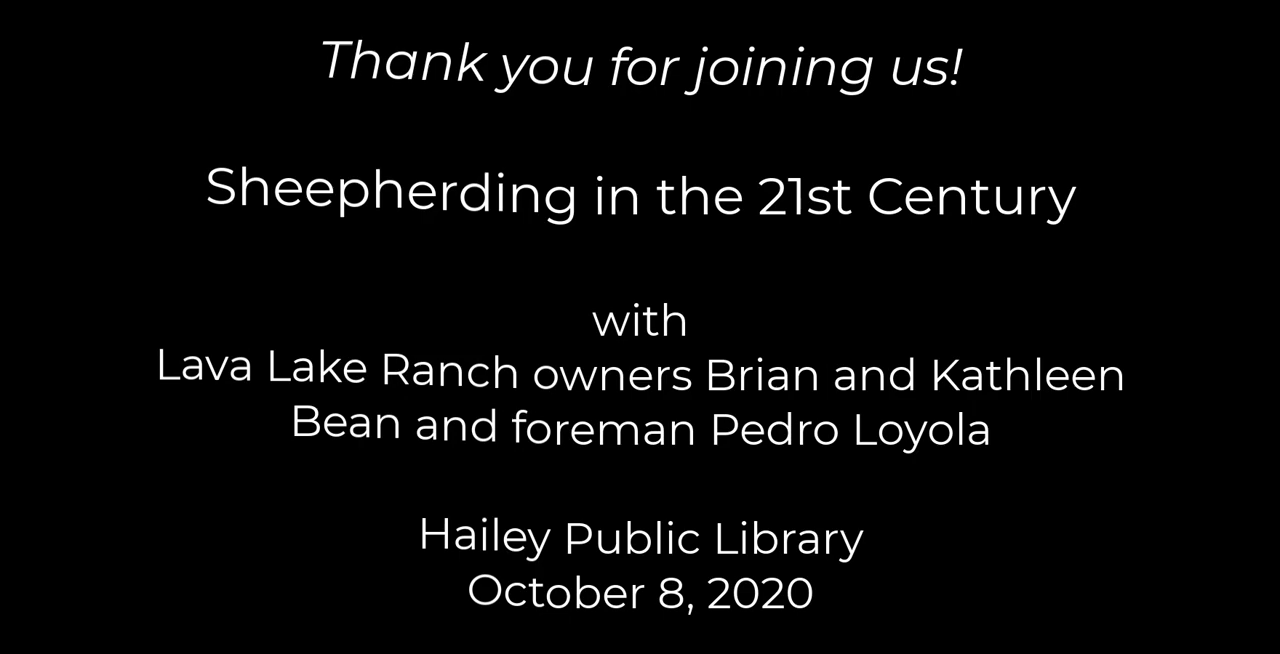 Thank you for joining us!
Sheepherding in the 21st Century
with
Lava Lake Ranch owners Brian and Kathleen
Bean and foreman Pedro Loyola
Hailey Public Library
October 8, 2020